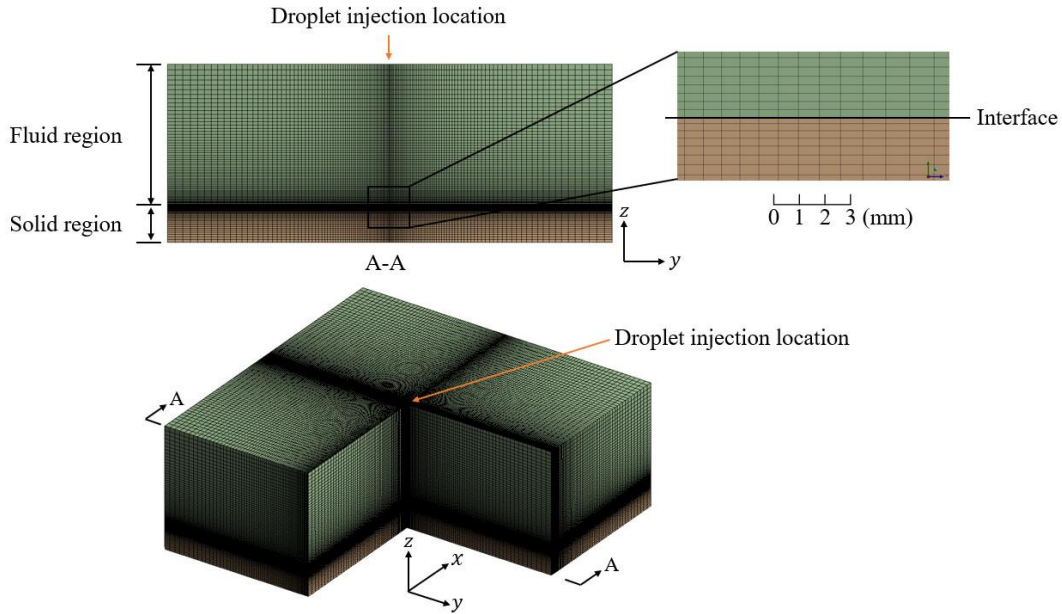 Droplet injection location
Fluid region
Interface
Solid region
0 1 2 3 (mm)
z
y
A-A
Droplet injection location
A
z
x
y
A